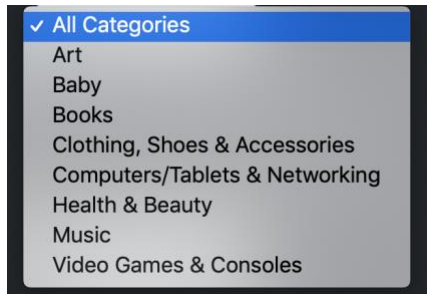 All Categories
Art
Baby
Books
Clothing, Shoes & Accessories
Computers/Tablets & Networking
Health & Beauty
Music
Video Games & Consoles